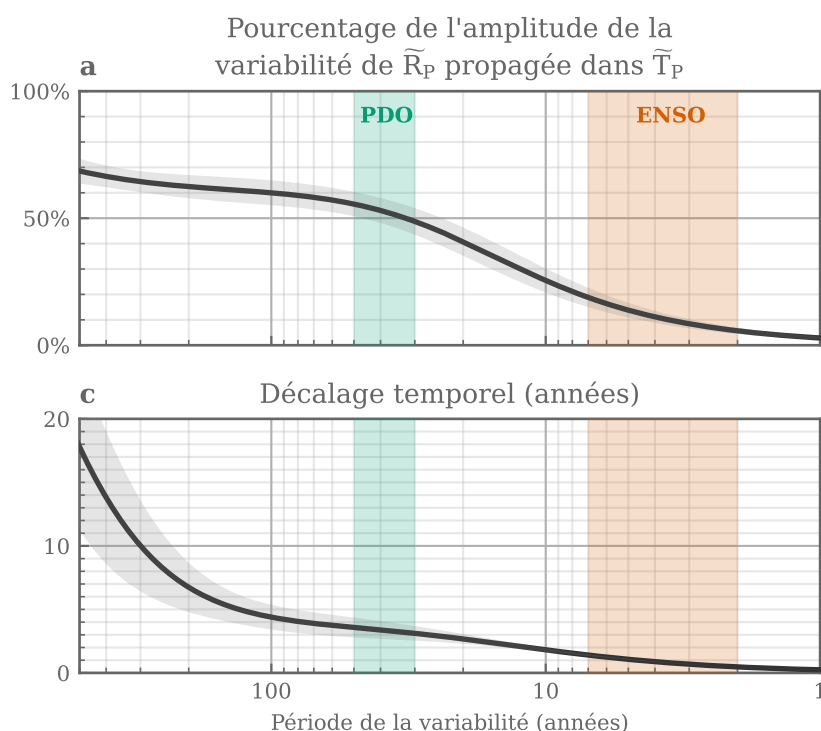 Pourcentage de l'amplitude de la
a variabilité de R̃P propagée dans T̃P
100%
PDO ENSO
50%
0%
c Décalage temporel (années)
20
10
0
100 10 1
Période de la variabilité (années)